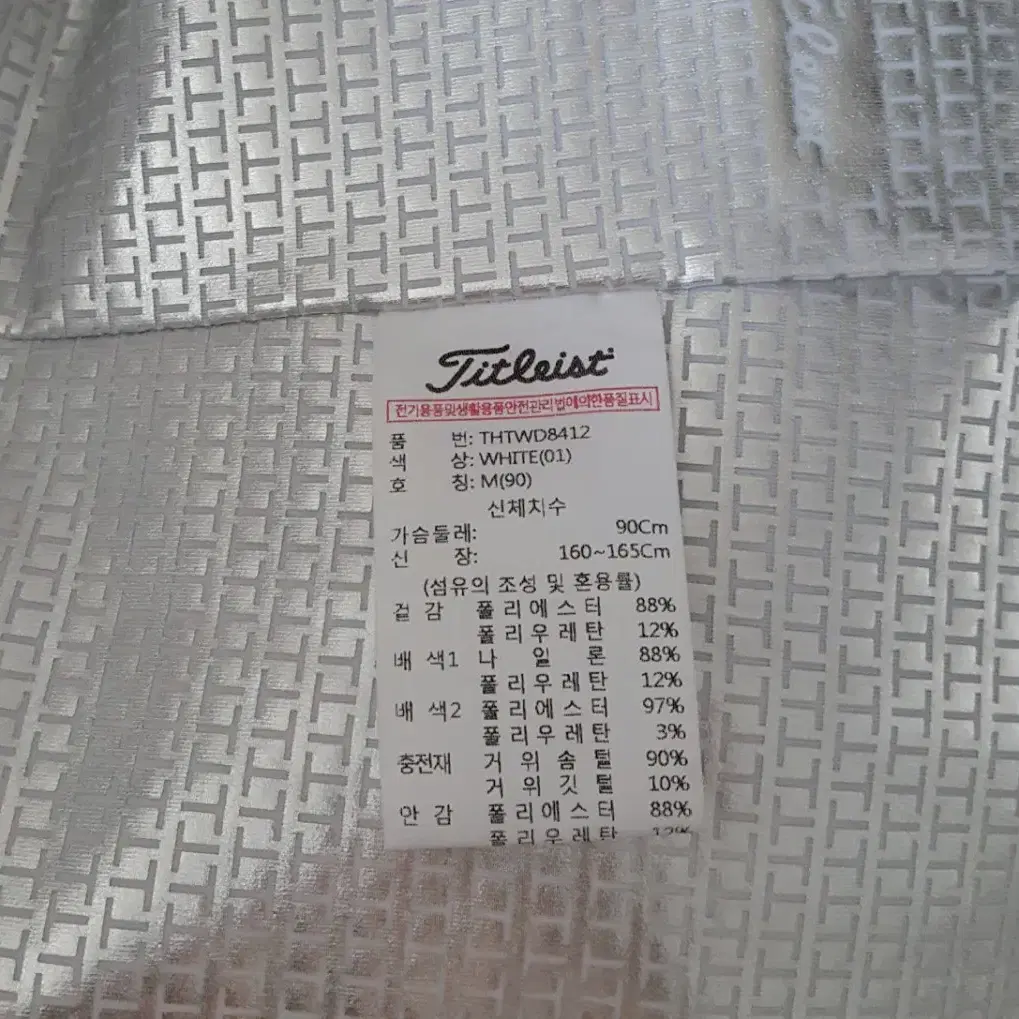 Titleist
전기용품및생활용품안전관리법에의한품질표시
품 번: THTWD8412
색 상: WHITE(01)
호 칭: M(90)
신체치수
가슴둘레: 90Cm
신 장: 160~165Cm
(섬유의 조성 및 혼용률)
겉 감 폴리에스터 88%
폴리우레탄 12%
배 색1 나 일 론 88%
폴리우레탄 12%
배 색2 폴리에스터 97%
폴리우레탄 3%
충전재 거 위 솜 털 90%
거 위 깃 털 10%
안 감 폴리에스터 88%
폴리우레탄 12%